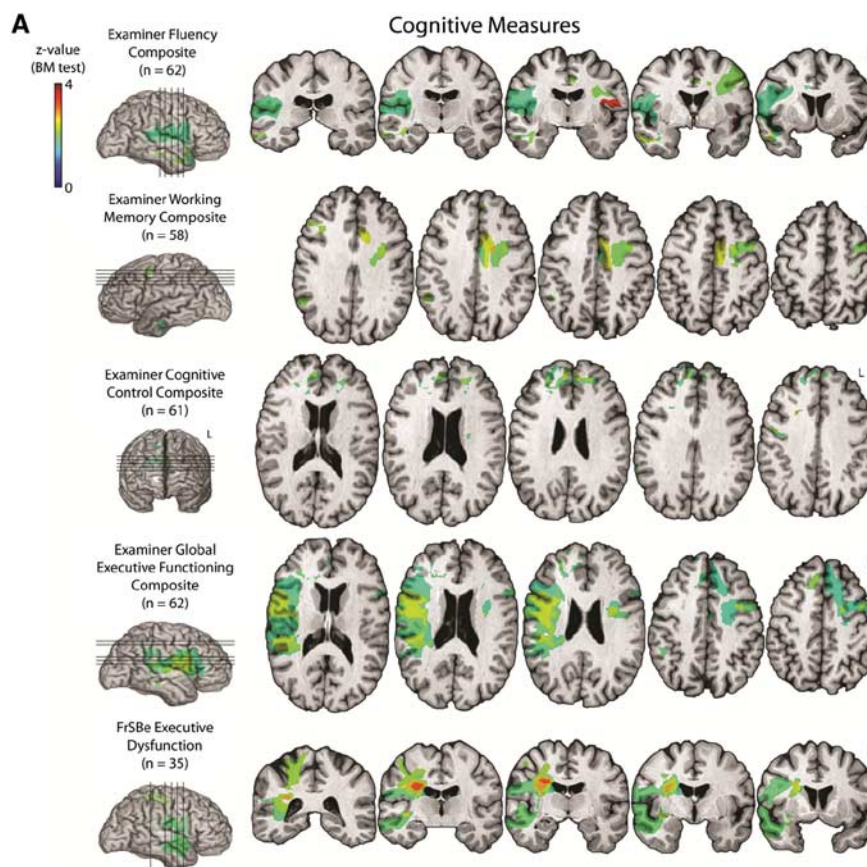 A
Cognitive Measures
z-value
(BM test)
4
0
Examiner Fluency
Composite
(n = 62)
Examiner Working
Memory Composite
(n = 58)
Examiner Cognitive
Control Composite
(n = 61)
L
L
Examiner Global
Executive Functioning
Composite
(n = 62)
FrSBe Executive
Dysfunction
(n = 35)